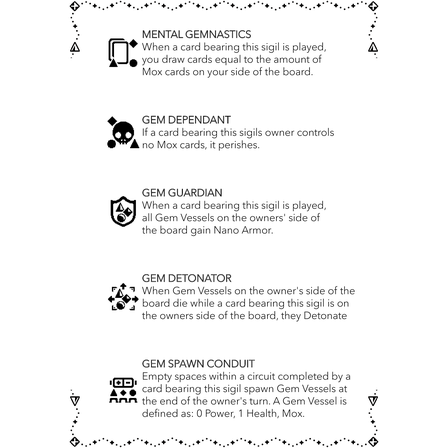 MENTAL GEMNASTICS
When a card bearing this sigil is played,
you draw cards equal to the amount of
Mox cards on your side of the board.
GEM DEPENDANT
If a card bearing this sigils owner controls
no Mox cards, it perishes.
GEM GUARDIAN
When a card bearing this sigil is played,
all Gem Vessels on the owners' side of
the board gain Nano Armor.
GEM DETONATOR
When Gem Vessels on the owner's side of the
board die while a card bearing this sigil is on
the owners side of the board, they Detonate
GEM SPAWN CONDUIT
Empty spaces within a circuit completed by a
card bearing this sigil spawn Gem Vessels at
the end of the owner's turn. A Gem Vessel is
defined as: 0 Power, 1 Health, Mox.